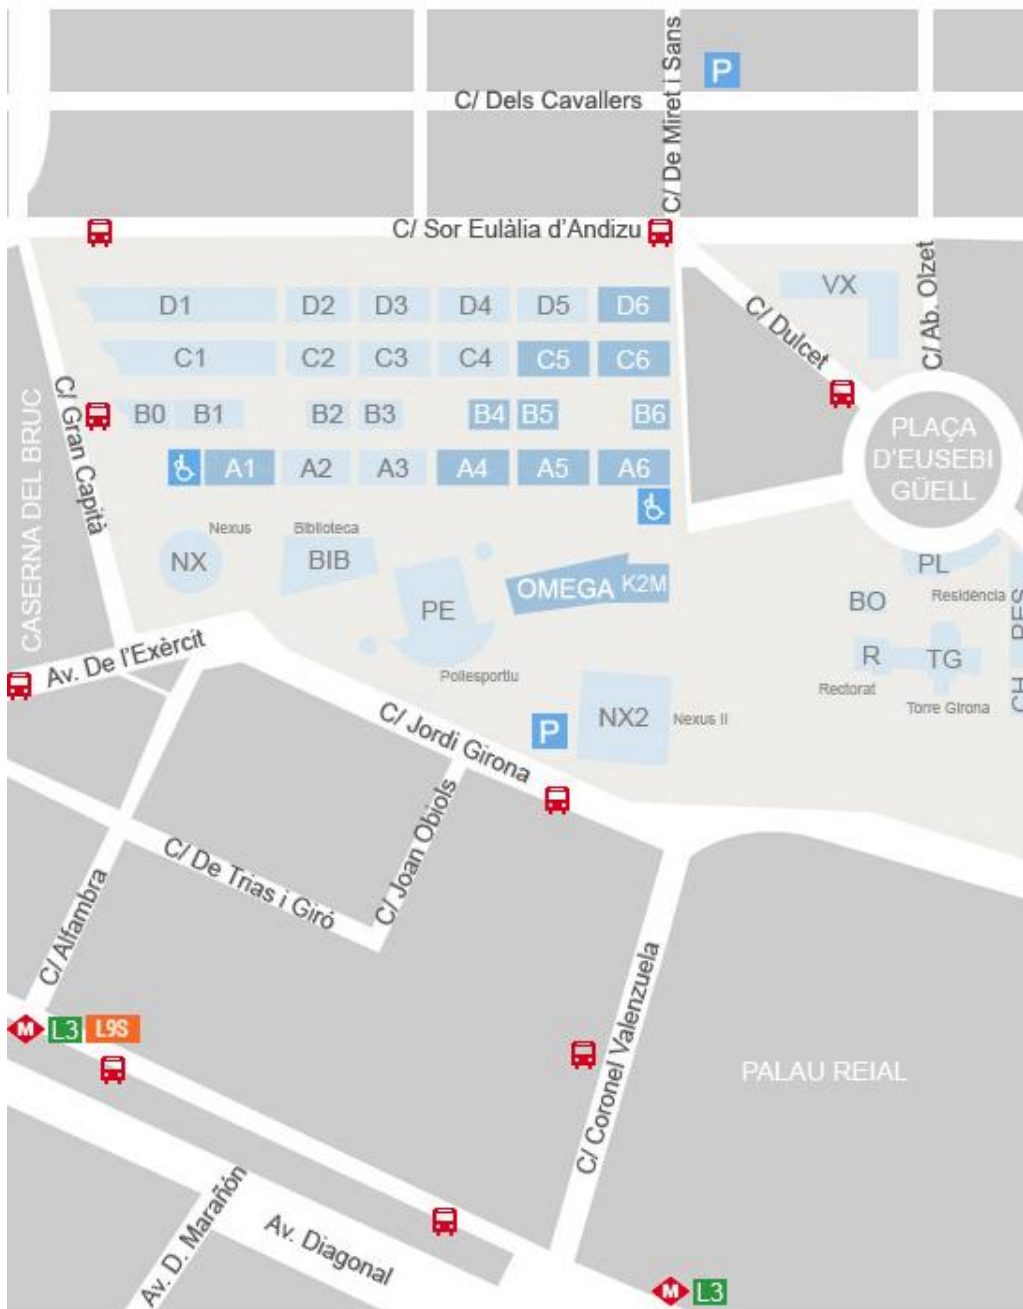 C/ De Miret i Sans
P
C/ Dels Cavallers
C/ Sor Eulàlia d'Andizu
D1 D2 D3 D4 D5 D6
VX
C/ Ab. Olzet
C/ Dulcet
C1 C2 C3 C4 C5 C6
C/ Gran Capità
B0 B1 B2 B3 B4 B5 B6
CASERNA DEL BRUC
PLAÇA
D'EUSEBI
GÜELL
A1 A2 A3 A4 A5 A6
Nexus
NX
Biblioteca
BIB
PE
Poliesportiu
OMEGA K2M
PL
Residència
RES
CH
BO
R
Rectorat
TG
Torre Girona
Av. De l'Exèrcit
C/ Jordi Girona
P
NX2
Nexus II
C/ Joan Obiols
C/ De Trias i Giró
C/ Alfambra
M L3 L9S
C/ Coronel Valenzuela
PALAU REIAL
Av. D. Marañón
Av. Diagonal
M L3